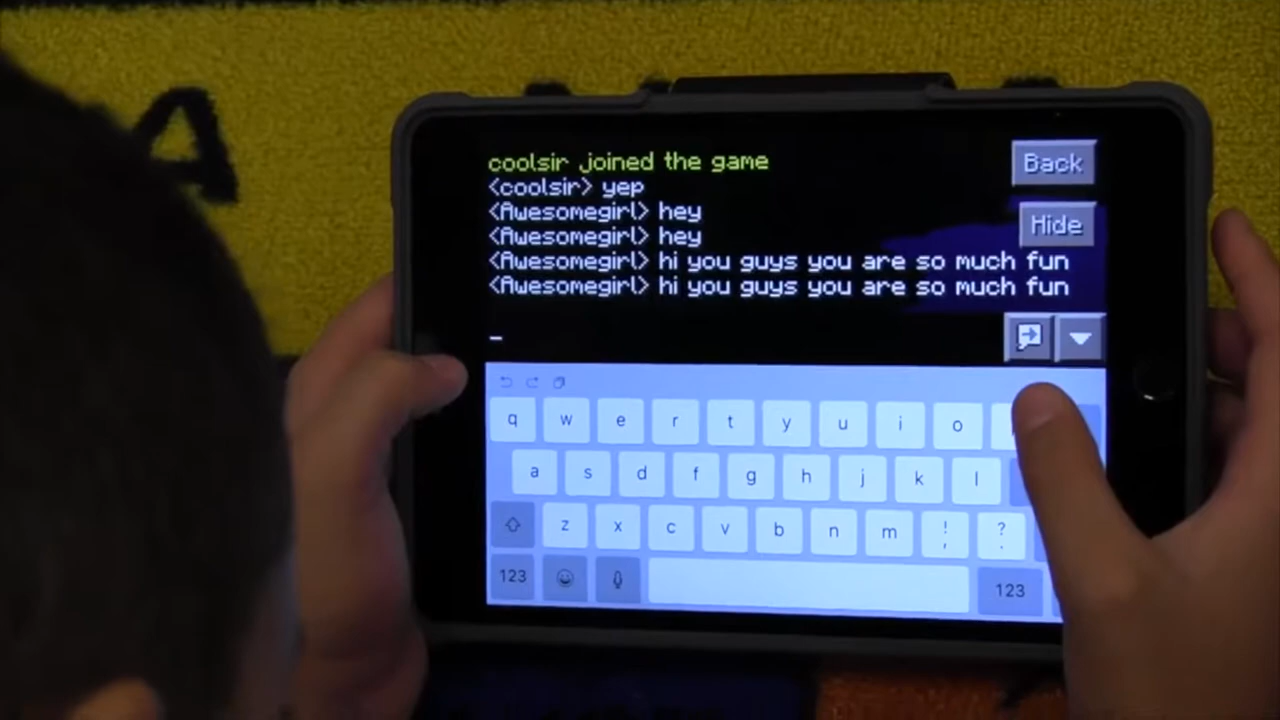 A
coolsir joined the game
Back
<coolsir> yep
<Awesomegirl> hey
Hide
<Awesomegirl> hey
<Awesomegirl> hi you guys you are so much fun
<Awesomegirl> hi you guys you are so much fun
_
q w e r t y u i o
a s d f g h j k l
z x c v b n m ! , ? .
123 123